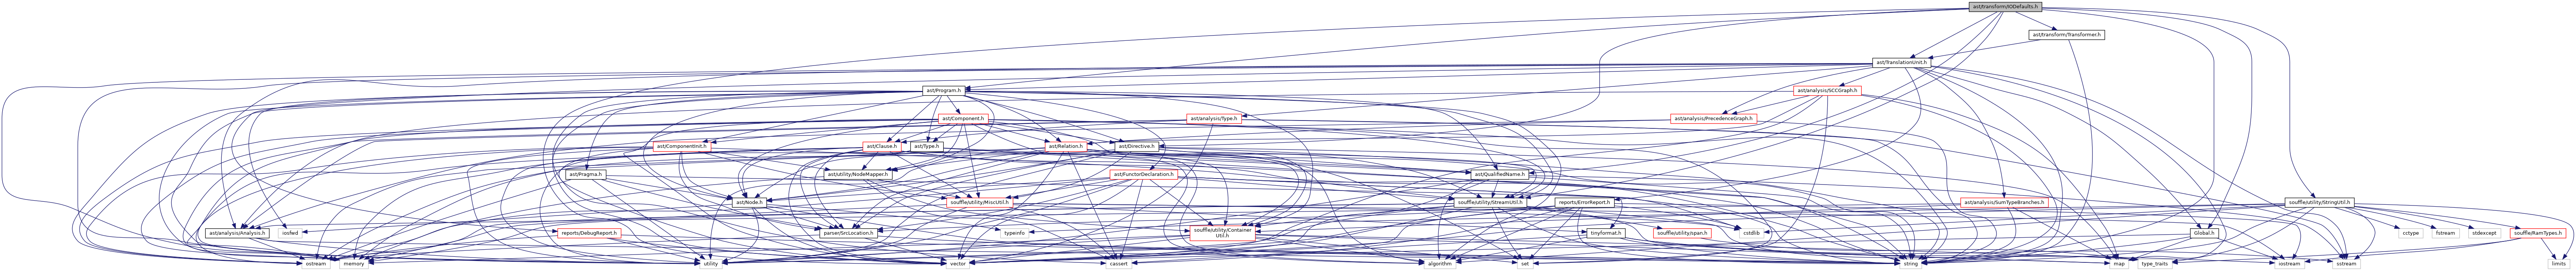 ast/transform/IODefaults.h
ast/transform/Transformer.h
ast/TranslationUnit.h
ast/Program.h
ast/analysis/SCCGraph.h
ast/Component.h
ast/analysis/Type.h
ast/analysis/PrecedenceGraph.h
ast/ComponentInit.h
ast/Clause.h
ast/Type.h
ast/Relation.h
ast/Directive.h
ast/Pragma.h
ast/utility/NodeMapper.h
ast/FunctorDeclaration.h
ast/QualifiedName.h
ast/Node.h
souffle/utility/MiscUtil.h
souffle/utility/StreamUtil.h
reports/ErrorReport.h
ast/analysis/SumTypeBranches.h
souffle/utility/StringUtil.h
ast/analysis/Analysis.h
iosfwd
reports/DebugReport.h
parser/SrcLocation.h
typeinfo
souffle/utility/Container
Util.h
souffle/utility/span.h
tinyformat.h
cstdlib
Global.h
cctype
fstream
stdexcept
souffle/RamTypes.h
ostream
memory
utility
vector
cassert
algorithm
set
string
map
type_traits
iostream
sstream
limits